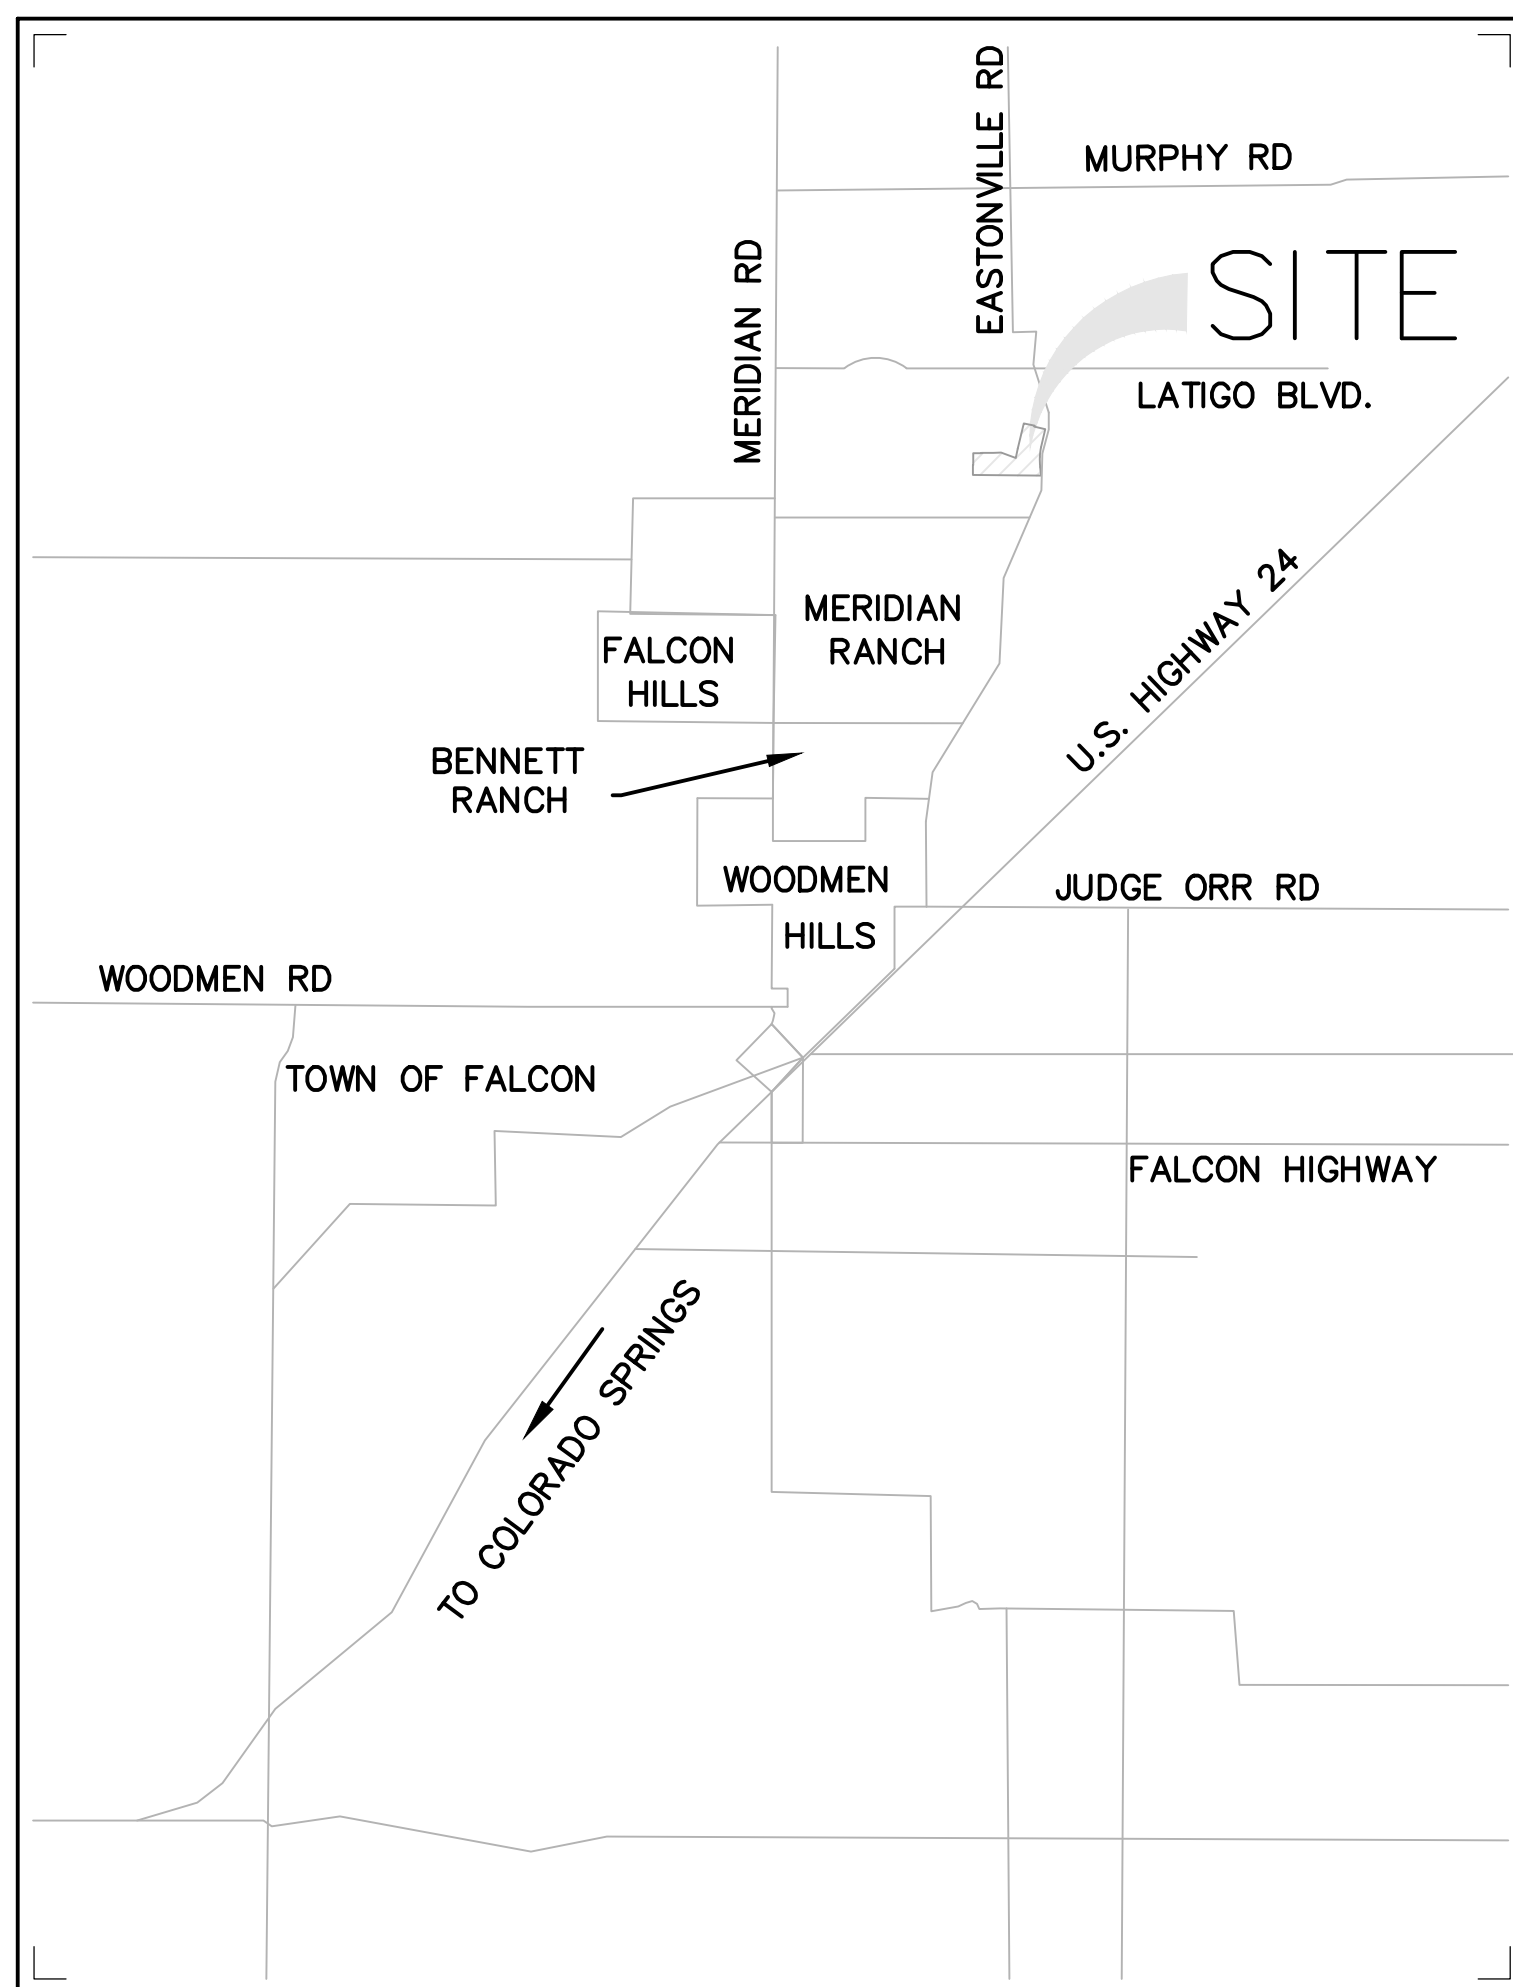 EASTONVILLE RD
MURPHY RD
MERIDIAN RD
SITE
LATIGO BLVD.
U.S. HIGHWAY 24
MERIDIAN
RANCH
FALCON
HILLS
BENNETT
RANCH
WOODMEN
HILLS
JUDGE ORR RD
WOODMEN RD
TOWN OF FALCON
FALCON HIGHWAY
TO COLORADO SPRINGS